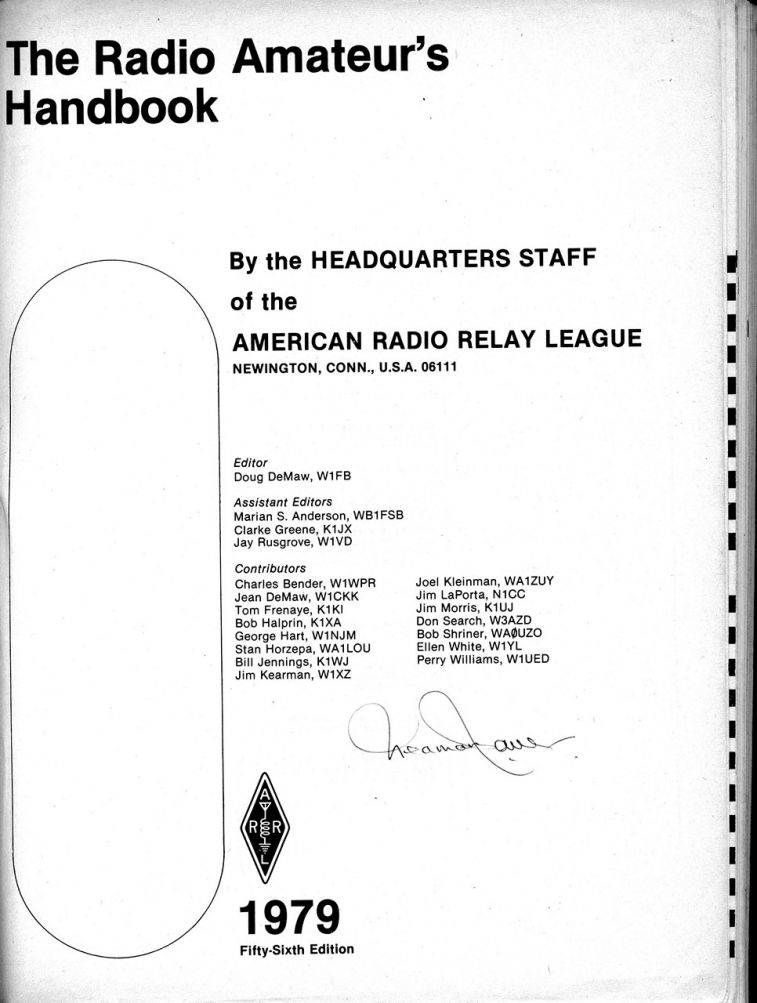 The Radio Amateur's
Handbook
By the HEADQUARTERS STAFF
of the
AMERICAN RADIO RELAY LEAGUE
NEWINGTON, CONN., U.S.A. 06111
Editor
Doug DeMaw, W1FB
Assistant Editors
Marian S. Anderson, WB1FSB
Clarke Greene, K1JX
Jay Rusgrove, W1VD
Contributors
Charles Bender, W1WPR
Jean DeMaw, W1CKK
Tom Frenaye, K1KI
Bob Halprin, K1XA
George Hart, W1NJM
Stan Horzepa, WA1LOU
Bill Jennings, K1WJ
Jim Kearman, W1XZ
Joel Kleinman, WA1ZUY
Jim LaPorta, N1CC
Jim Morris, K1UJ
Don Search, W3AZD
Bob Shriner, WAØUZO
Ellen White, W1YL
Perry Williams, W1UED
A
R R
L
1979
Fifty-Sixth Edition